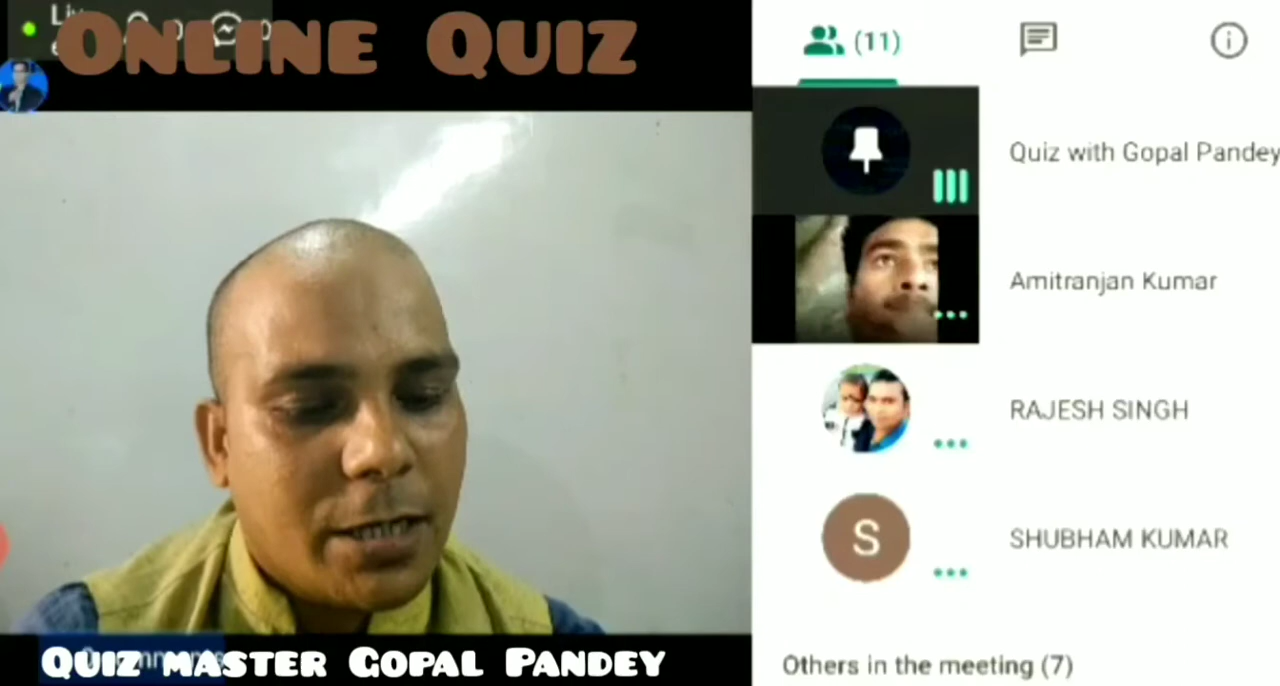 ONLINE QUIZ
(11)
Quiz with Gopal Pandey
Amitranjan Kumar
RAJESH SINGH
S
SHUBHAM KUMAR
Others in the meeting (7)
QUIZ MASTER GOPAL PANDEY